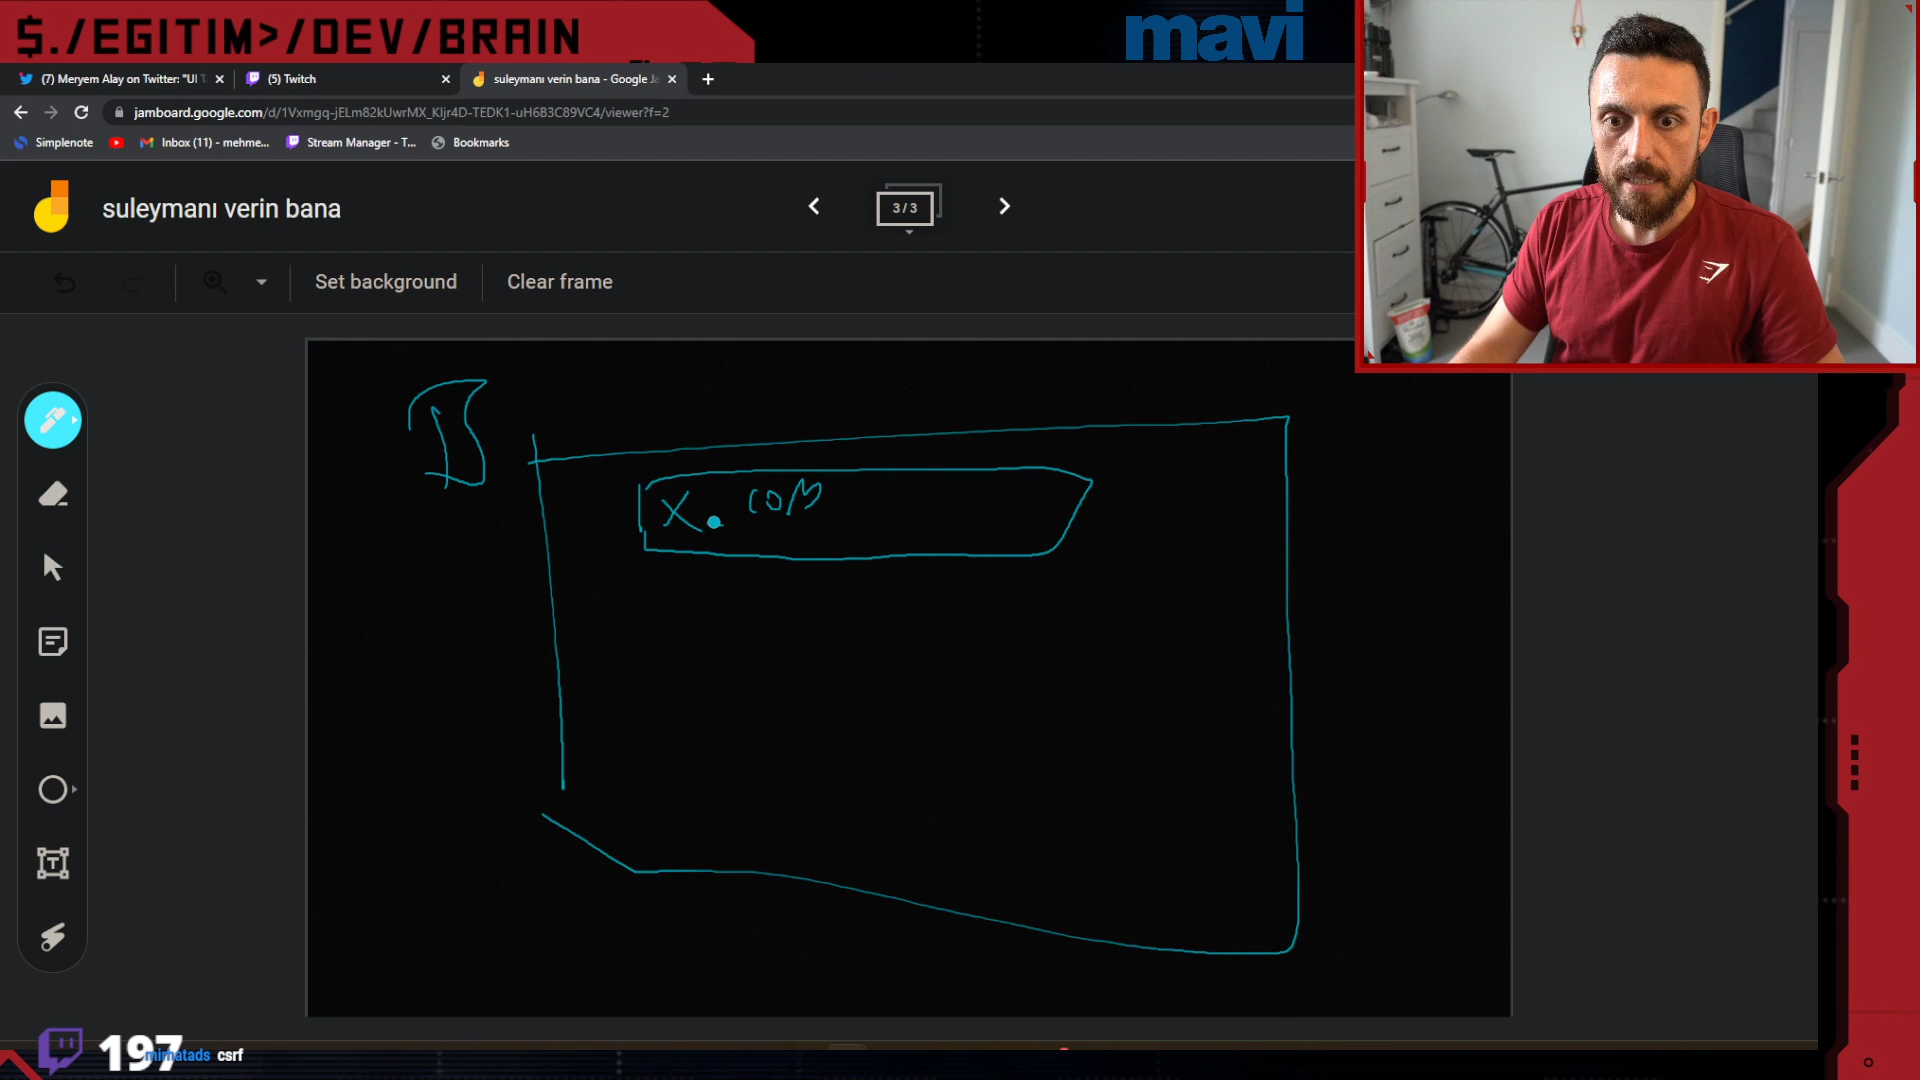 $./EGITIM>/DEV/BRAIN
mavi
(7) Meryem Alay on Twitter: "UI T
(5) Twitch
suleymanı verin bana - Google Ja
jamboard.google.com/d/1Vxmgq-jELm82kUwrMX_KIjr4D-TEDK1-uH6B3C89VC4/viewer?f=2
Simplenote
Inbox (11) - mehme...
Stream Manager - T...
Bookmarks
suleymanı verin bana
3/3
Set background
Clear frame
X. COM
197
mirhatads csrf